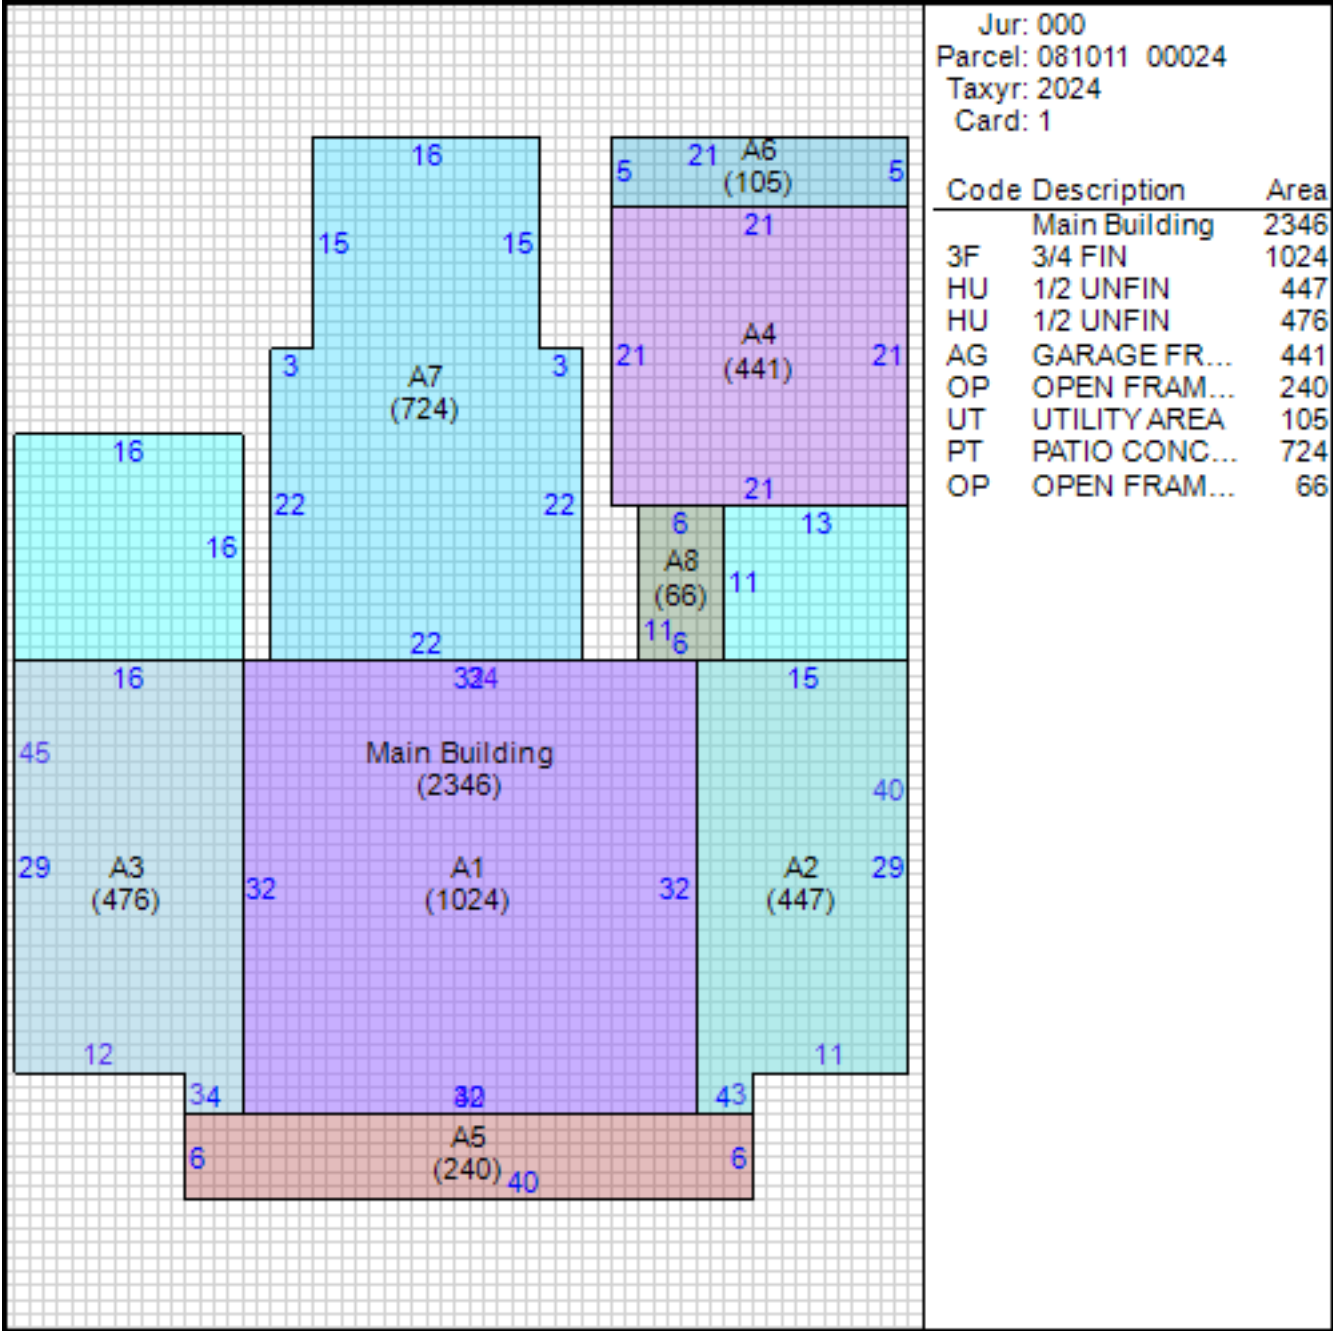 Jur: 000
Parcel: 081011 00024
Taxyr: 2024
Card: 1
Code Description Area
Main Building 2346
3F 3/4 FIN 1024
HU 1/2 UNFIN 447
HU 1/2 UNFIN 476
AG GARAGE FR... 441
OP OPEN FRAM... 240
UT UTILITY AREA 105
PT PATIO CONC... 724
OP OPEN FRAM... 66
16
5 21 A6 5
(105)
21
15 15
A4
(441)
21 21
3 3
A7
(724)
16
21
22 22
6 13
16
A8
(66)
11
11
6
22
16
15
45
Main Building
(2346)
40
29
A3
(476)
32
A1
(1024)
32
A2
(447)
29
12
11
34
43
A5
(240)
6 6
40